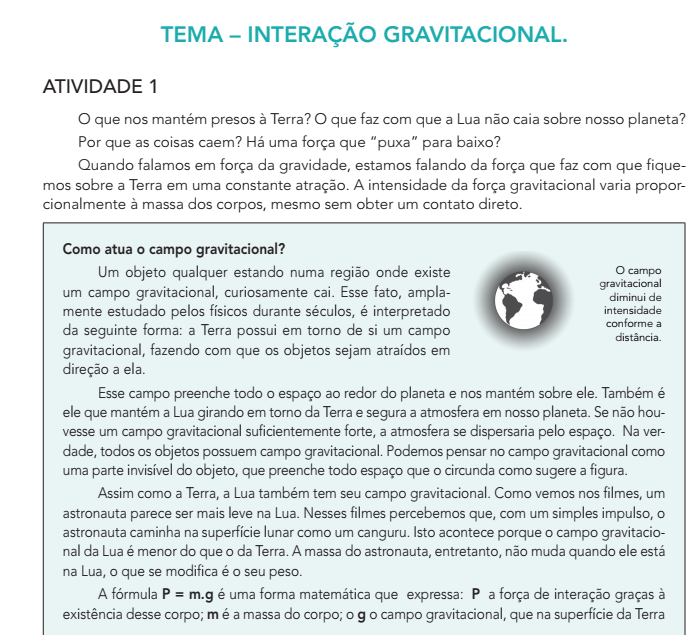 TEMA – INTERAÇÃO GRAVITACIONAL.
ATIVIDADE 1
O que nos mantém presos à Terra? O que faz com que a Lua não caia sobre nosso planeta?
Por que as coisas caem? Há uma força que “puxa” para baixo?
Quando falamos em força da gravidade, estamos falando da força que faz com que fique-
mos sobre a Terra em uma constante atração. A intensidade da força gravitacional varia propor-
cionalmente à massa dos corpos, mesmo sem obter um contato direto.
Como atua o campo gravitacional?
Um objeto qualquer estando numa região onde existe
um campo gravitacional, curiosamente cai. Esse fato, ampla-
mente estudado pelos físicos durante séculos, é interpretado
da seguinte forma: a Terra possui em torno de si um campo
gravitacional, fazendo com que os objetos sejam atraídos em
direção a ela.
O campo
gravitacional
diminui de
intensidade
conforme a
distância.
Esse campo preenche todo o espaço ao redor do planeta e nos mantém sobre ele. Também é
ele que mantém a Lua girando em torno da Terra e segura a atmosfera em nosso planeta. Se não hou-
vesse um campo gravitacional suficientemente forte, a atmosfera se dispersaria pelo espaço. Na ver-
dade, todos os objetos possuem campo gravitacional. Podemos pensar no campo gravitacional como
uma parte invisível do objeto, que preenche todo espaço que o circunda como sugere a figura.
Assim como a Terra, a Lua também tem seu campo gravitacional. Como vemos nos filmes, um
astronauta parece ser mais leve na Lua. Nesses filmes percebemos que, com um simples impulso, o
astronauta caminha na superfície lunar como um canguru. Isto acontece porque o campo gravitacio-
nal da Lua é menor do que o da Terra. A massa do astronauta, entretanto, não muda quando ele está
na Lua, o que se modifica é o seu peso.
A fórmula P = m.g é uma forma matemática que expressa: P a força de interação graças à
existência desse corpo; m é a massa do corpo; o g o campo gravitacional, que na superfície da Terra